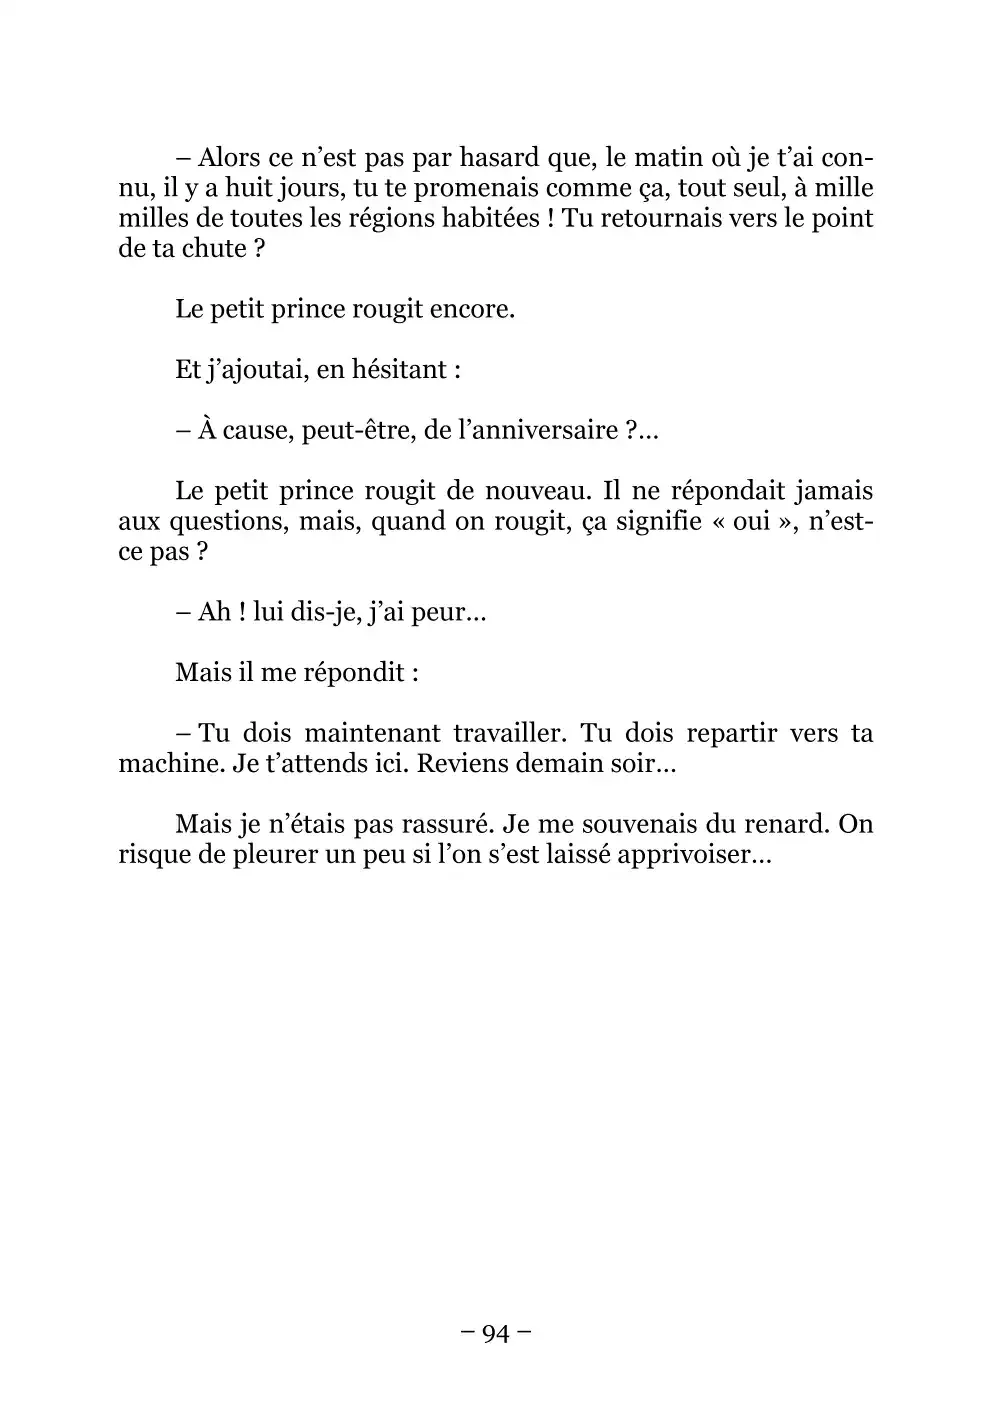 – Alors ce n’est pas par hasard que, le matin où je t’ai con-
nu, il y a huit jours, tu te promenais comme ça, tout seul, à mille
milles de toutes les régions habitées ! Tu retournais vers le point
de ta chute ?
Le petit prince rougit encore.
Et j’ajoutai, en hésitant :
– À cause, peut-être, de l’anniversaire ?…
Le petit prince rougit de nouveau. Il ne répondait jamais
aux questions, mais, quand on rougit, ça signifie « oui », n’est-
ce pas ?
– Ah ! lui dis-je, j’ai peur…
Mais il me répondit :
– Tu dois maintenant travailler. Tu dois repartir vers ta
machine. Je t’attends ici. Reviens demain soir…
Mais je n’étais pas rassuré. Je me souvenais du renard. On
risque de pleurer un peu si l’on s’est laissé apprivoiser…
– 94 –